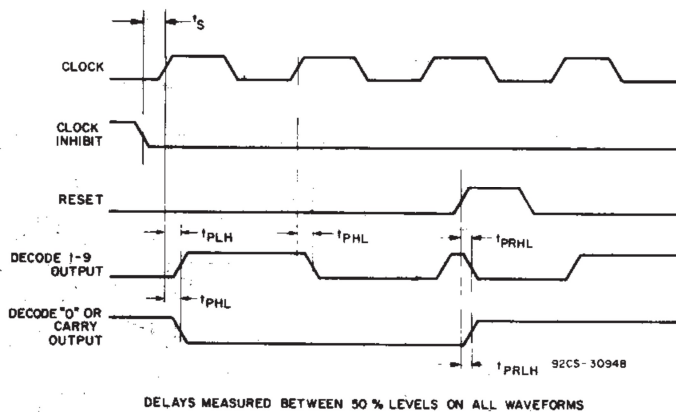 tS
CLOCK
CLOCK
INHIBIT
RESET
tPLH
tPHL
tPRHL
DECODE 1-9
OUTPUT
tPHL
DECODE "0" OR
CARRY
OUTPUT
tPRLH
92CS-30948
DELAYS MEASURED BETWEEN 50 % LEVELS ON ALL WAVEFORMS